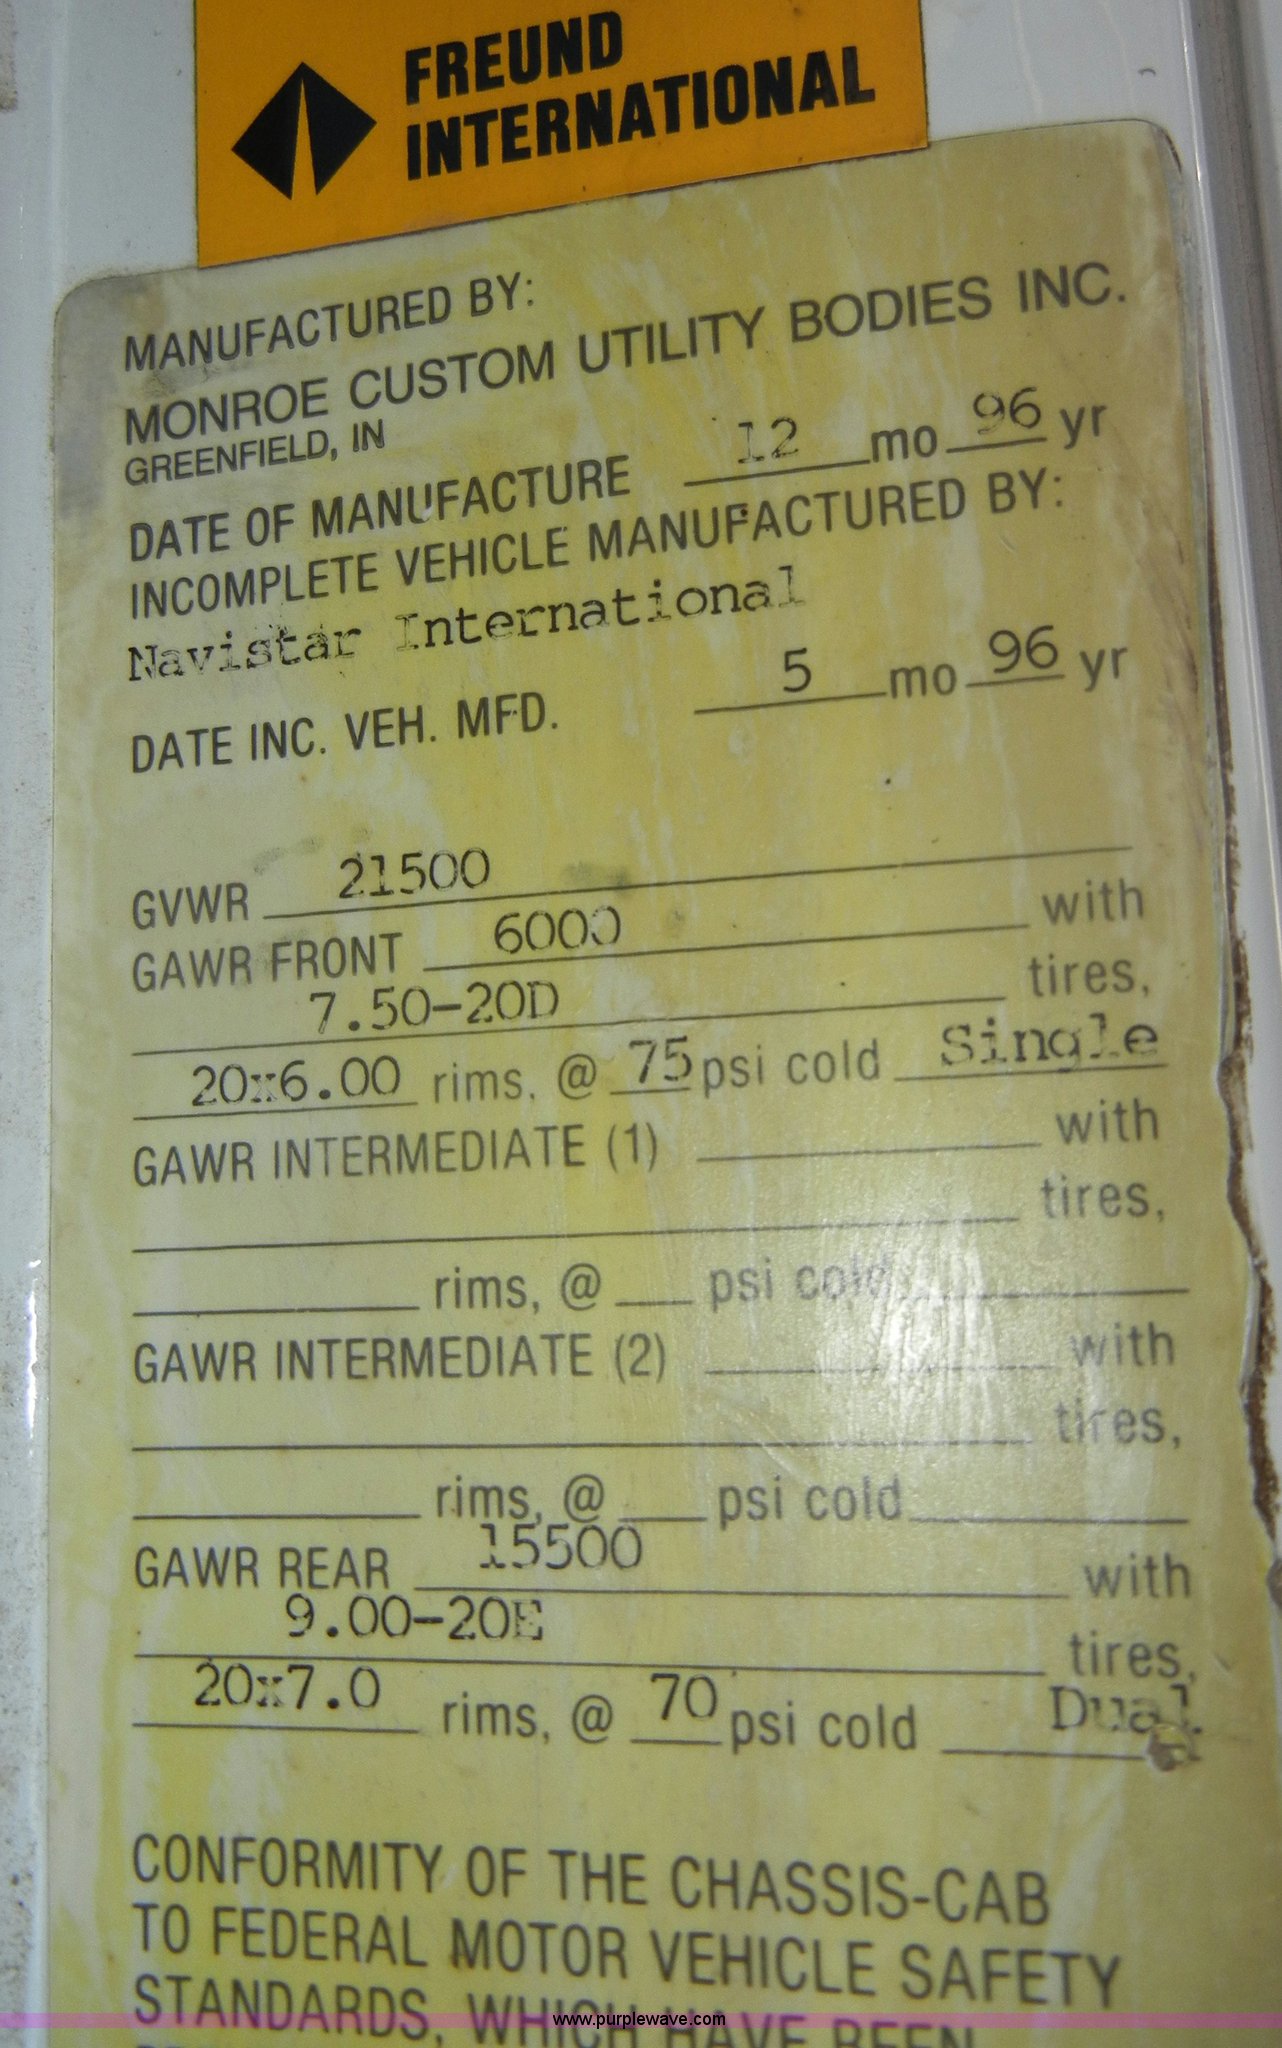 FREUND
INTERNATIONAL
MANUFACTURED BY:
MONROE CUSTOM UTILITY BODIES INC.
GREENFIELD, IN
DATE OF MANUFACTURE 12 mo 96 yr
INCOMPLETE VEHICLE MANUFACTURED BY:
Navistar International
DATE INC. VEH. MFD. 5 mo 96 yr
GVWR 21500
GAWR FRONT 6000 with
7.50-20D tires,
20x6.00 rims, @ 75 psi cold Single
GAWR INTERMEDIATE (1) with
tires,
rims, @ psi cold
GAWR INTERMEDIATE (2) with
tires,
rims, @ psi cold
GAWR REAR 15500 with
9.00-20E tires,
20x7.0 rims, @ 70 psi cold Dual
CONFORMITY OF THE CHASSIS-CAB
TO FEDERAL MOTOR VEHICLE SAFETY
STANDARDS, WHICH HAVE BEEN
www.purplewave.com